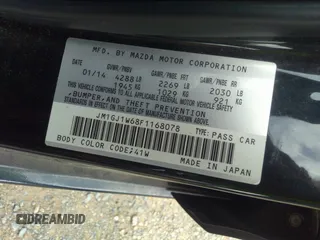 MFD. BY MAZDA MOTOR CORPORATION
GVWR/PNBV GAWR/PNBE FRT GAWR/PNBE RR
01/14 4288 lB 2269 lB 2030 lB
1945 KG 1029 KG 921 KG
THIS VEHICLE CONFORMS TO ALL APPLICABLE FEDERAL MOTOR VEHICLE SAFETY
BUMPER, AND THEFT PREVENTION
STANDARDS IN EFFECT ON THE DATE OF MANUFACTURE SHOWN ABOVE.
JM1GJ1W68F1168078 TYPE: PASS CAR
BODY COLOR CODE: 41W MADE IN JAPAN
DREAMBID